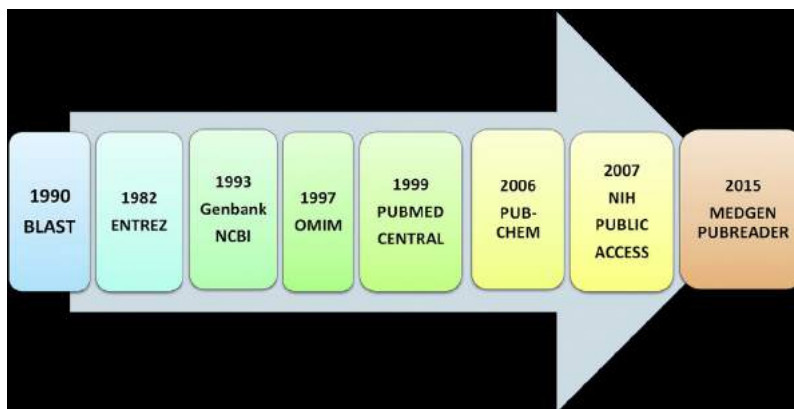 1990
BLAST
1982
ENTREZ
1993
Genbank
NCBI
1997
OMIM
1999
PUBMED
CENTRAL
2006
PUB-
CHEM
2007
NIH
PUBLIC
ACCESS
2015
MEDGEN
PUBREADER